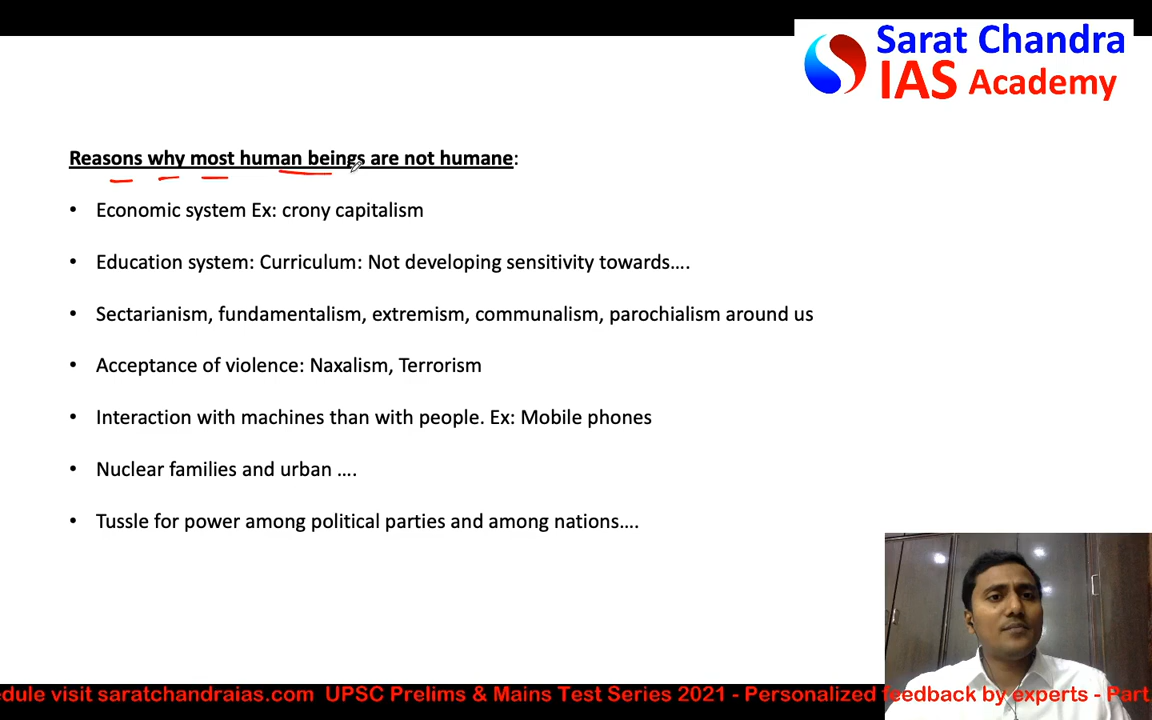 Sarat Chandra
IAS Academy
Reasons why most human beings are not humane:
• Economic system Ex: crony capitalism
• Education system: Curriculum: Not developing sensitivity towards....
• Sectarianism, fundamentalism, extremism, communalism, parochialism around us
• Acceptance of violence: Naxalism, Terrorism
• Interaction with machines than with people. Ex: Mobile phones
• Nuclear families and urban ....
• Tussle for power among political parties and among nations....
edule visit saratchandraias.com UPSC Prelims & Mains Test Series 2021 - Personalized feedback by experts - Part